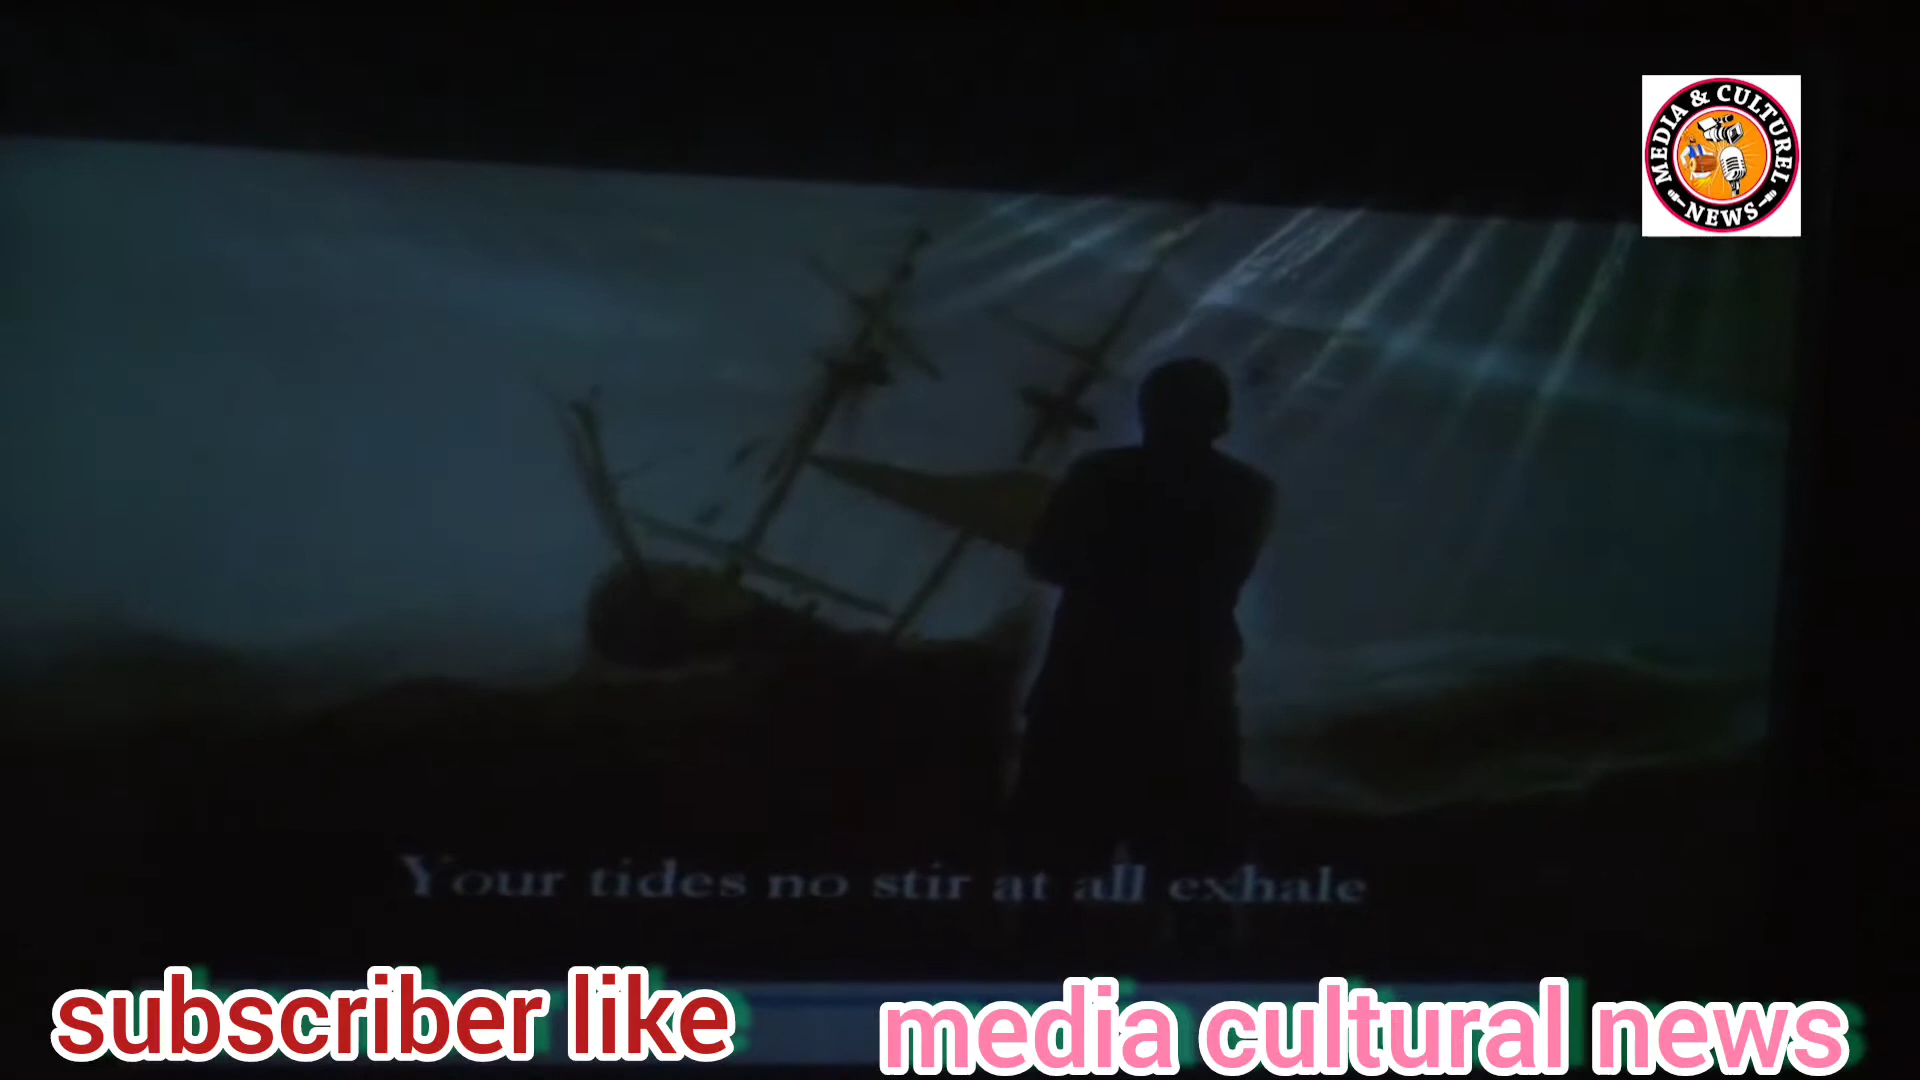 MEDIA & CULTUREL
NEWS
Your tides no stir at all exhale
subscriber like
media cultural news